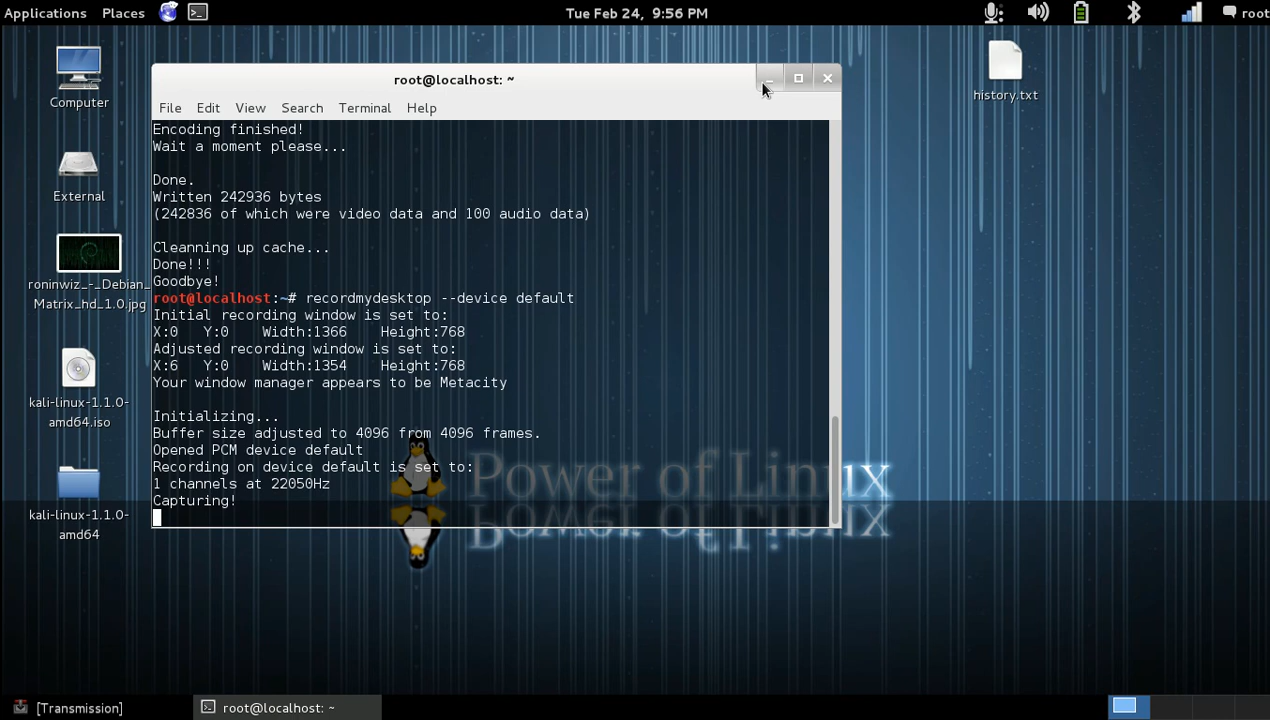 Applications Places Tue Feb 24, 9:56 PM root
Computer
External
roninwiz_-_Debian_
Matrix_hd_1.0.jpg
kali-linux-1.1.0-
amd64.iso
kali-linux-1.1.0-
amd64
history.txt
root@localhost: ~
File Edit View Search Terminal Help
Encoding finished!
Wait a moment please...
Done.
Written 242936 bytes
(242836 of which were video data and 100 audio data)
Cleanning up cache...
Done!!!
Goodbye!
root@localhost:~# recordmydesktop --device default
Initial recording window is set to:
X:0 Y:0 Width:1366 Height:768
Adjusted recording window is set to:
X:6 Y:0 Width:1354 Height:768
Your window manager appears to be Metacity
Initializing...
Buffer size adjusted to 4096 from 4096 frames.
Opened PCM device default
Recording on device default is set to:
1 channels at 22050Hz
Capturing!
Power of Linux
[Transmission] root@localhost: ~